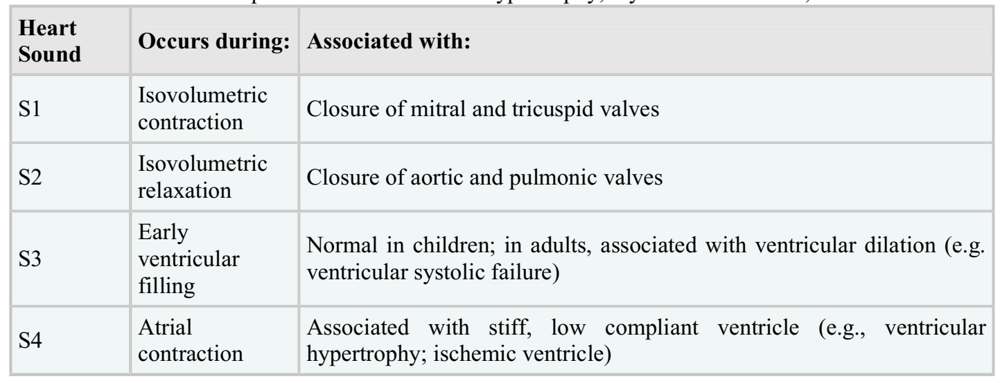 Heart Sound
Occurs during:
Associated with:
S1
Isovolumetric
contraction
Closure of mitral and tricuspid valves
S2
Isovolumetric
relaxation
Closure of aortic and pulmonic valves
S3
Early
ventricular
filling
Normal in children; in adults, associated with ventricular dilation (e.g.
ventricular systolic failure)
S4
Atrial
contraction
Associated with stiff, low compliant ventricle (e.g., ventricular
hypertrophy; ischemic ventricle)